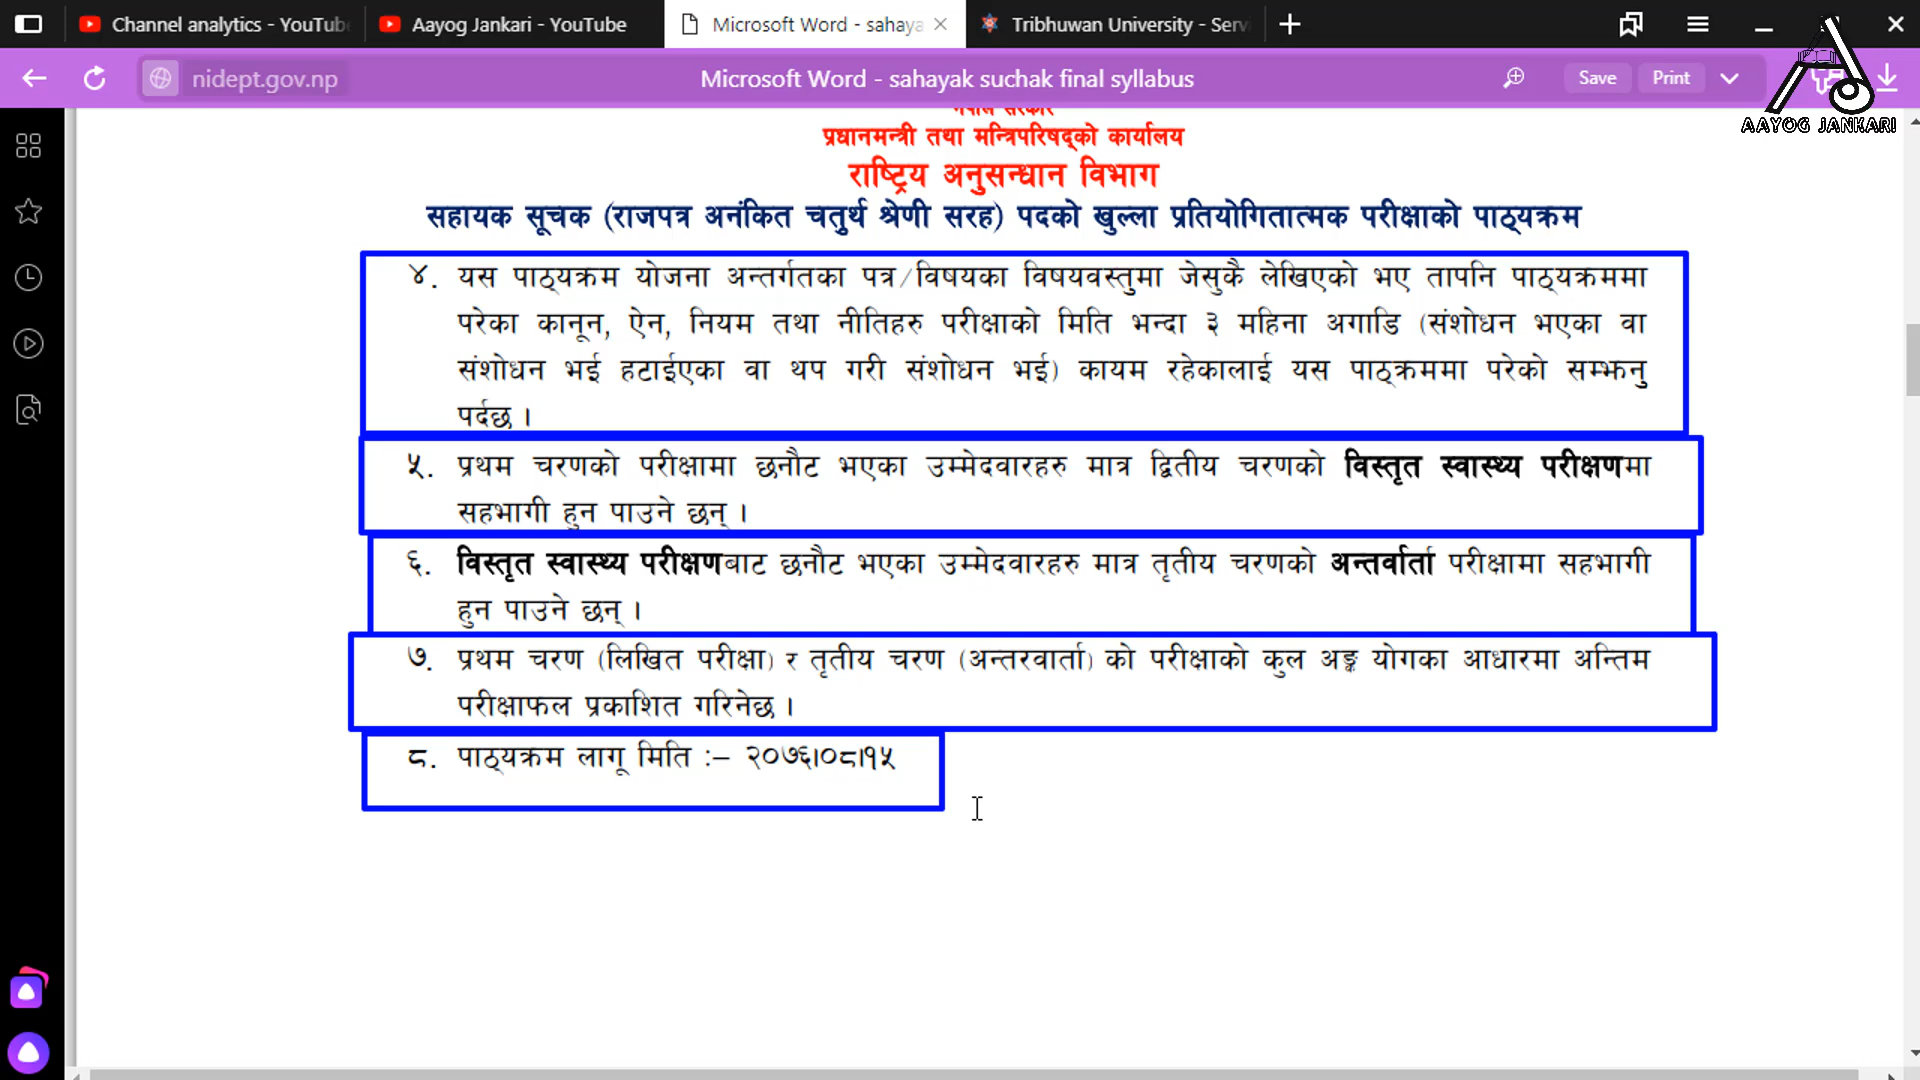 Channel analytics - YouTub
Aayog Jankari - YouTube
Microsoft Word - sahaya
Tribhuwan University - Serv
nidept.gov.np
Microsoft Word - sahayak suchak final syllabus
Save
Print
AAYOG JANKARI
नेपाल सरकार
प्रधानमन्त्री तथा मन्त्रिपरिषद्को कार्यालय
राष्ट्रिय अनुसन्धान विभाग
सहायक सूचक (राजपत्र अनंकित चतुर्थ श्रेणी सरह) पदको खुल्ला प्रतियोगितात्मक परीक्षाको पाठ्यक्रम
४. यस पाठ्यक्रम योजना अन्तर्गतका पत्र/विषयका विषयवस्तुमा जेसुकै लेखिएको भए तापनि पाठ्यक्रममा
परेका कानून, ऐन, नियम तथा नीतिहरु परीक्षाको मिति भन्दा ३ महिना अगाडि (संशोधन भएका वा
संशोधन भई हटाईएका वा थप गरी संशोधन भई) कायम रहेकालाई यस पाठ्क्रममा परेको सम्झनु
पर्दछ ।
५. प्रथम चरणको परीक्षामा छनौट भएका उम्मेदवारहरु मात्र द्वितीय चरणको विस्तृत स्वास्थ्य परीक्षणमा
सहभागी हुन पाउने छन् ।
६. विस्तृत स्वास्थ्य परीक्षणबाट छनौट भएका उम्मेदवारहरु मात्र तृतीय चरणको अन्तर्वार्ता परीक्षामा सहभागी
हुन पाउने छन् ।
७. प्रथम चरण (लिखित परीक्षा) र तृतीय चरण (अन्तरवार्ता) को परीक्षाको कुल अङ्क योगका आधारमा अन्तिम
परीक्षाफल प्रकाशित गरिनेछ ।
८. पाठ्यक्रम लागू मिति :– २०७६।०८।१५